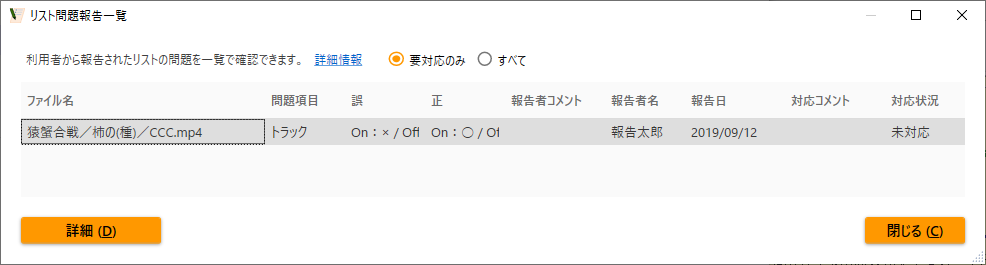 リスト問題報告一覧
利用者から報告されたリストの問題を一覧で確認できます。 詳細情報 要対応のみ すべて
ファイル名 問題項目 誤 正 報告者コメント 報告者名 報告日 対応コメント 対応状況
猿蟹合戦／柿の(種)／CCC.mp4 トラック On：× / Off On：○ / Of 報告太郎 2019/09/12 未対応
詳細 (D) 閉じる (C)